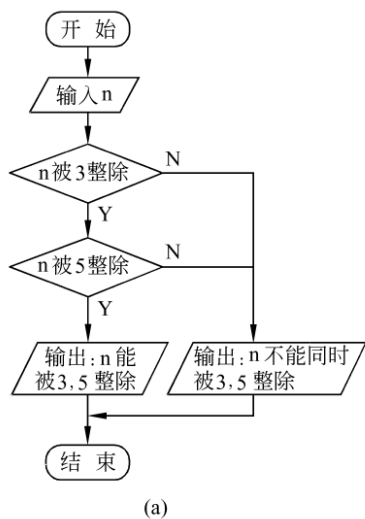 开 始
输入n
n被3整除
N
Y
n被5整除
N
Y
输出:n能
被3,5 整除
输出:n不能同时
被3,5 整除
结 束
(a)